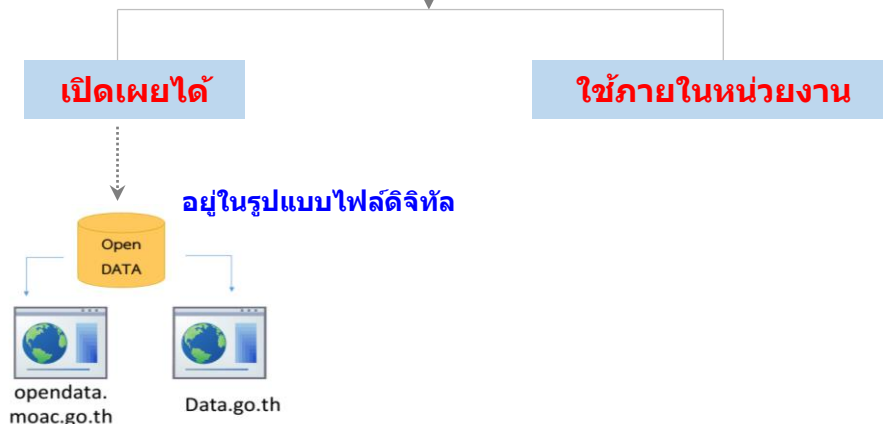 เปิดเผยได้
ใช้ภายในหน่วยงาน
อยู่ในรูปแบบไฟล์ดิจิทัล
Open
DATA
opendata.
moac.go.th
Data.go.th